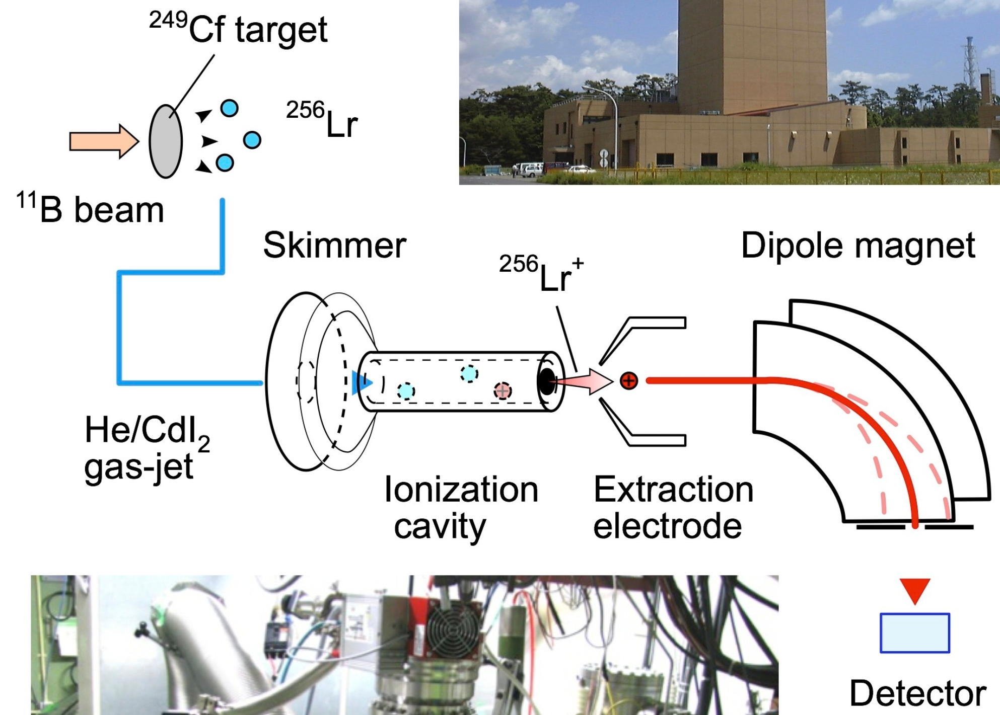 ²⁴⁹Cf target
²⁵⁶Lr
¹¹B beam
Skimmer
²⁵⁶Lr⁺
Dipole magnet
He/CdI₂
gas-jet
Ionization
cavity
Extraction
electrode
Detector